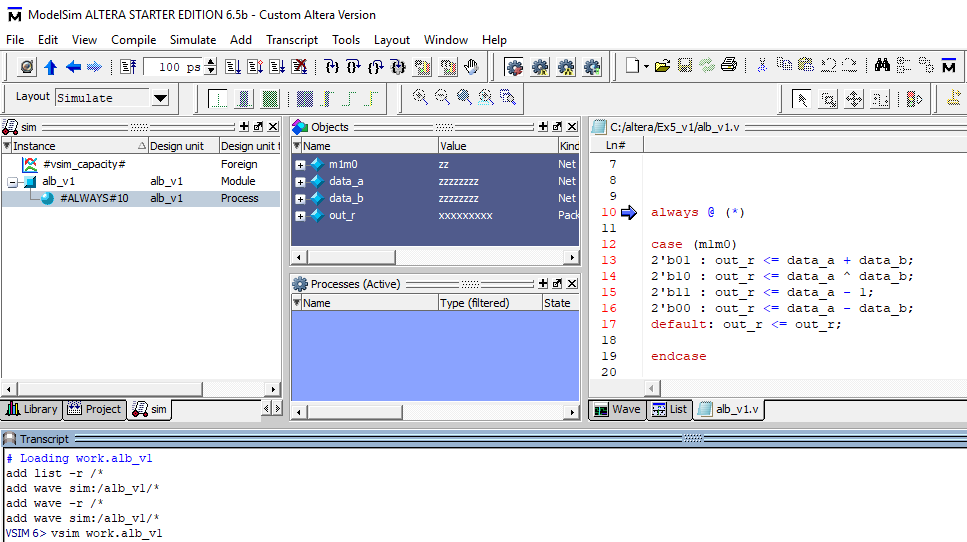 ModelSim ALTERA STARTER EDITION 6.5b - Custom Altera Version
File Edit View Compile Simulate Add Transcript Tools Layout Window Help
100 ps
Layout Simulate
sim
Instance Design unit Design unit t
#vsim_capacity# Foreign
alb_v1 alb_v1 Module
#ALWAYS#10 alb_v1 Process
Library Project sim
Objects
Name Value Kind
m1m0 zz Net
data_a zzzzzzzz Net
data_b zzzzzzzz Net
out_r xxxxxxxxx Pack
Processes (Active)
Name Type (filtered) State
C:/altera/Ex5_v1/alb_v1.v
Ln#
7
8
9
10 always @ (*)
11
12 case (m1m0)
13 2'b01 : out_r <= data_a + data_b;
14 2'b10 : out_r <= data_a ^ data_b;
15 2'b11 : out_r <= data_a - 1;
16 2'b00 : out_r <= data_a - data_b;
17 default: out_r <= out_r;
18
19 endcase
20
Wave List alb_v1.v
Transcript
# Loading work.alb_v1
add list -r /*
add wave sim:/alb_v1/*
add wave -r /*
add wave sim:/alb_v1/*
VSIM 6> vsim work.alb_v1